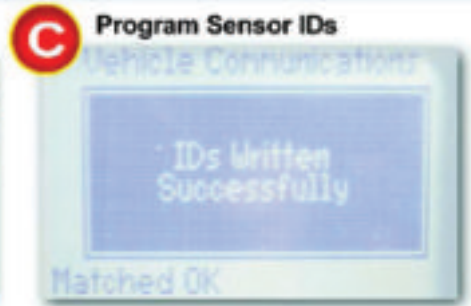 C
Program Sensor IDs
Vehicle Communications
IDs Written
Successfully
Matched OK